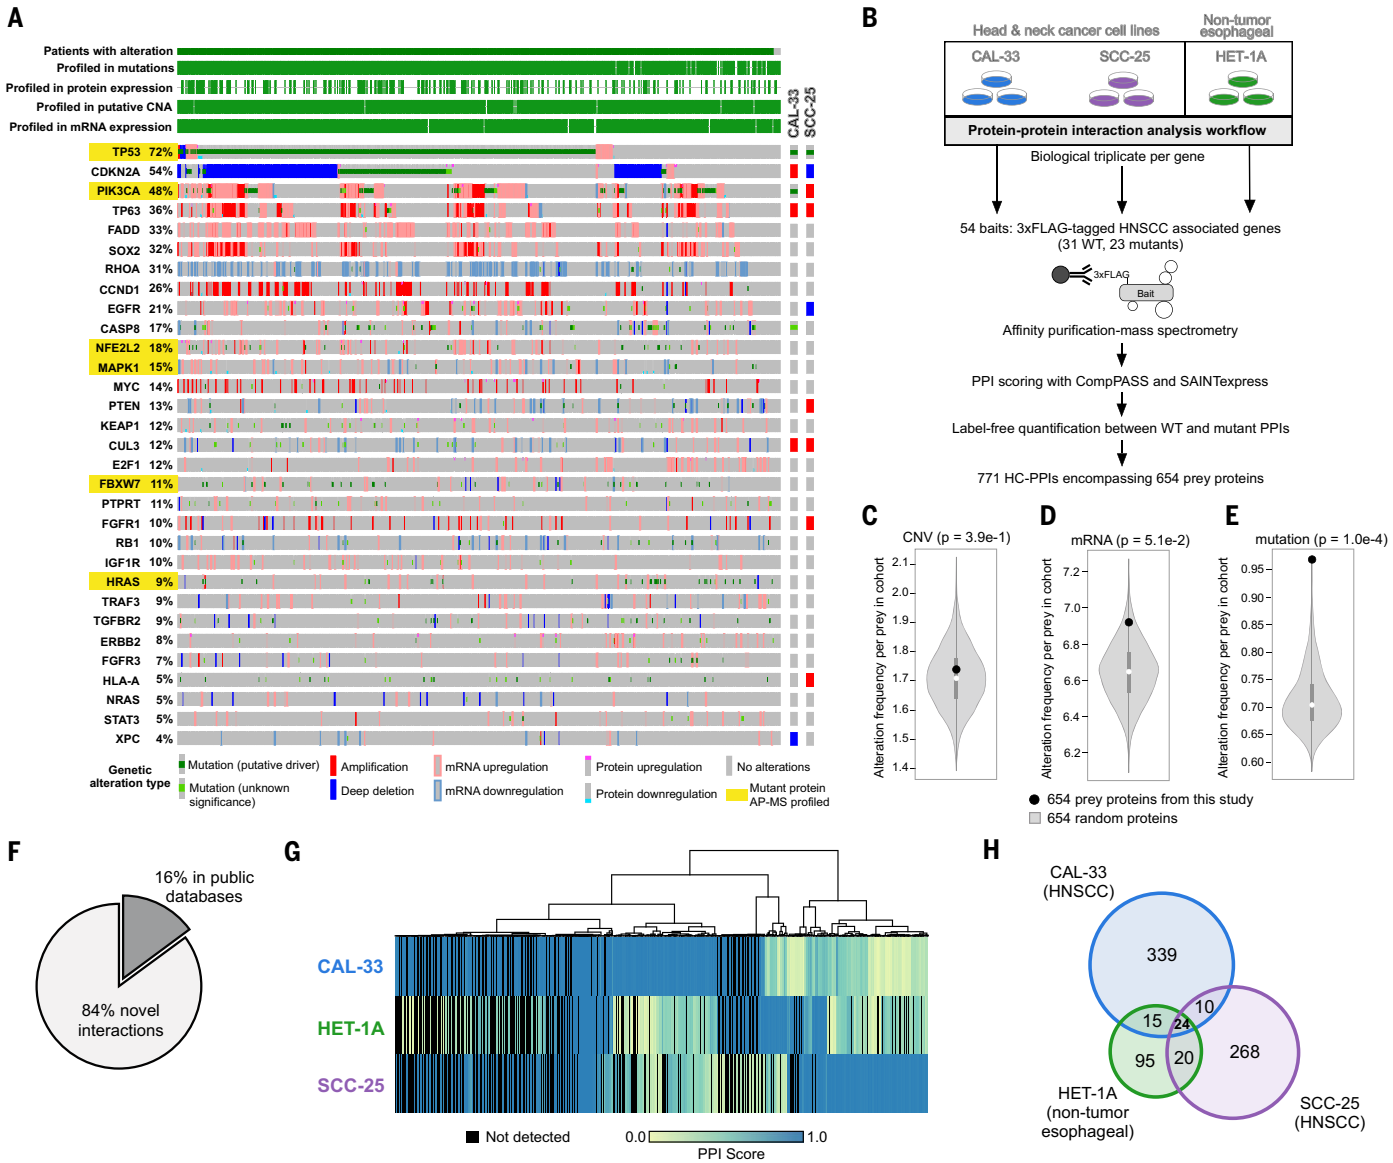 A
Patients with alteration
Profiled in mutations
Profiled in protein expression
Profiled in putative CNA
Profiled in mRNA expression
CAL-33
SCC-25
TP53 72%
CDKN2A 54%
PIK3CA 48%
TP63 36%
FADD 33%
SOX2 32%
RHOA 31%
CCND1 26%
EGFR 21%
CASP8 17%
NFE2L2 18%
MAPK1 15%
MYC 14%
PTEN 13%
KEAP1 12%
CUL3 12%
E2F1 12%
FBXW7 11%
PTPRT 11%
FGFR1 10%
RB1 10%
IGF1R 10%
HRAS 9%
TRAF3 9%
TGFBR2 9%
ERBB2 8%
FGFR3 7%
HLA-A 5%
NRAS 5%
STAT3 5%
XPC 4%
Genetic
alteration type
Mutation (putative driver)
Mutation (unknown
significance)
Amplification
Deep deletion
mRNA upregulation
mRNA downregulation
Protein upregulation
Protein downregulation
No alterations
Mutant protein
AP-MS profiled
B
Head & neck cancer cell lines
Non-tumor
esophageal
CAL-33
SCC-25
HET-1A
Protein-protein interaction analysis workflow
Biological triplicate per gene
54 baits: 3xFLAG-tagged HNSCC associated genes
(31 WT, 23 mutants)
3xFLAG
Bait
Affinity purification-mass spectrometry
PPI scoring with CompPASS and SAINTexpress
Label-free quantification between WT and mutant PPIs
771 HC-PPIs encompassing 654 prey proteins
C
CNV (p = 3.9e-1)
Alteration frequency per prey in cohort
2.1
2.0
1.9
1.8
1.7
1.6
1.5
1.4
D
mRNA (p = 5.1e-2)
Alteration frequency per prey in cohort
7.2
7.0
6.8
6.6
6.4
6.2
E
mutation (p = 1.0e-4)
Alteration frequency per prey in cohort
0.95
0.90
0.85
0.80
0.75
0.70
0.65
0.60
654 prey proteins from this study
654 random proteins
F
16% in public
databases
84% novel
interactions
G
CAL-33
HET-1A
SCC-25
Not detected
0.0
1.0
PPI Score
H
CAL-33
(HNSCC)
339
10
15
24
95
20
268
HET-1A
(non-tumor
esophageal)
SCC-25
(HNSCC)